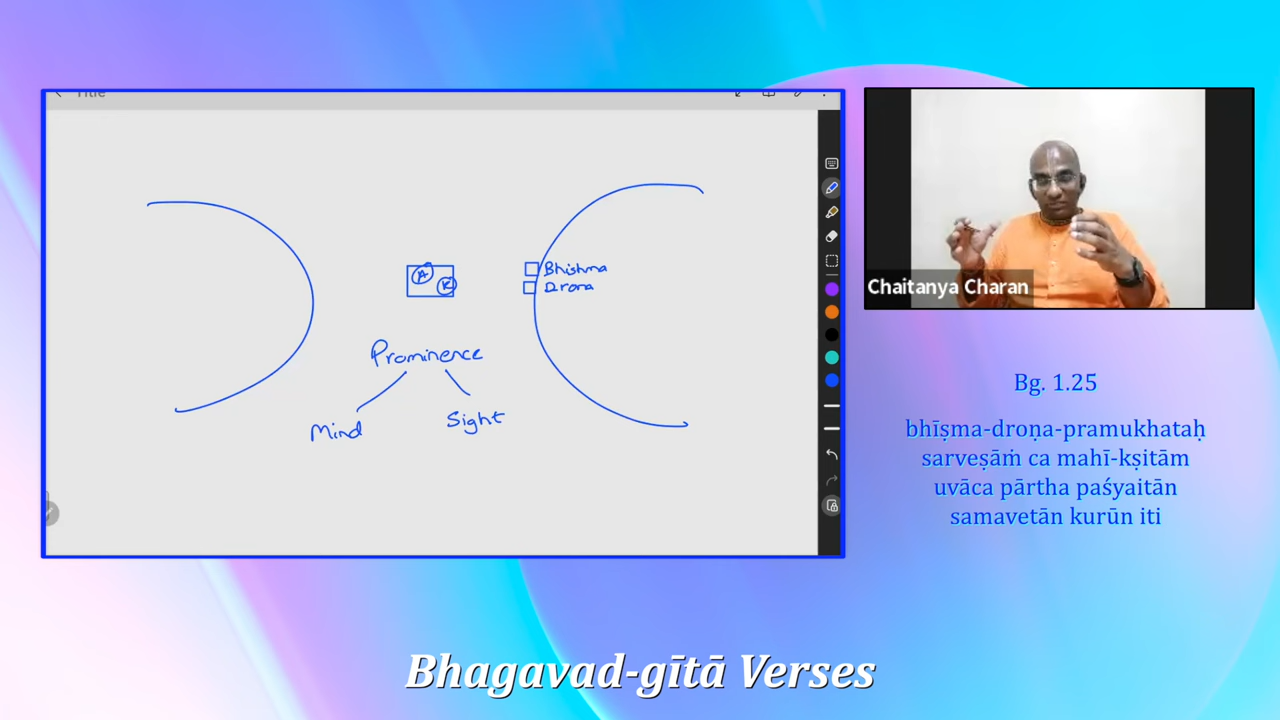 Title
A
K
Bhishma
Drona
Prominence
Mind
Sight
Chaitanya Charan
Bg. 1.25
bhīṣma-droṇa-pramukhataḥ
sarveṣāṁ ca mahī-kṣitām
uvāca pārtha paśyaitān
samavetān kurūn iti
Bhagavad-gītā Verses